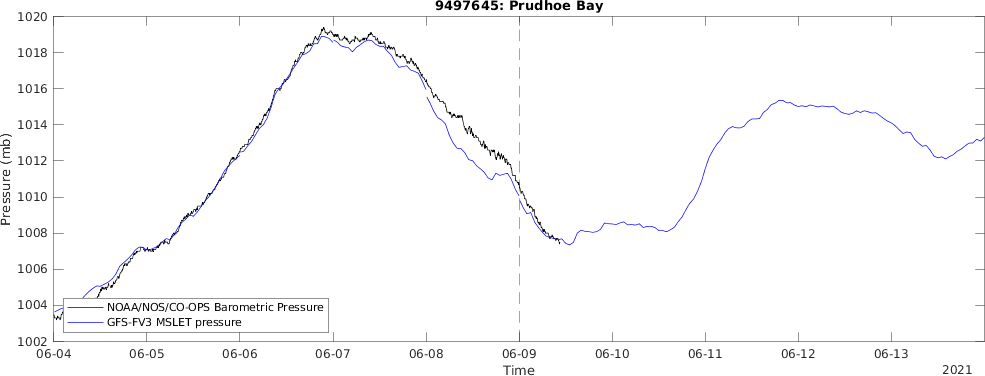 9497645: Prudhoe Bay
Pressure (mb)
1020
1018
1016
1014
1012
1010
1008
1006
1004
1002
NOAA/NOS/CO-OPS Barometric Pressure
GFS-FV3 MSLET pressure
06-04 06-05 06-06 06-07 06-08 06-09 06-10 06-11 06-12 06-13
Time
2021